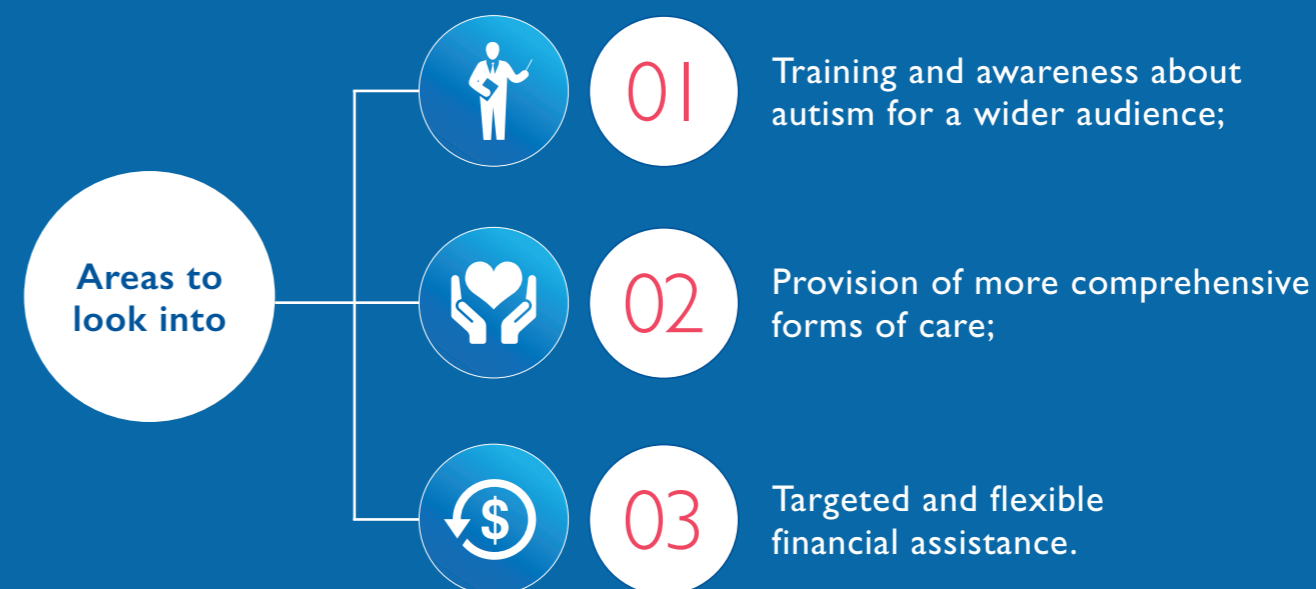 Areas to
look into
01
Training and awareness about
autism for a wider audience;
02
Provision of more comprehensive
forms of care;
$
03
Targeted and flexible
financial assistance.